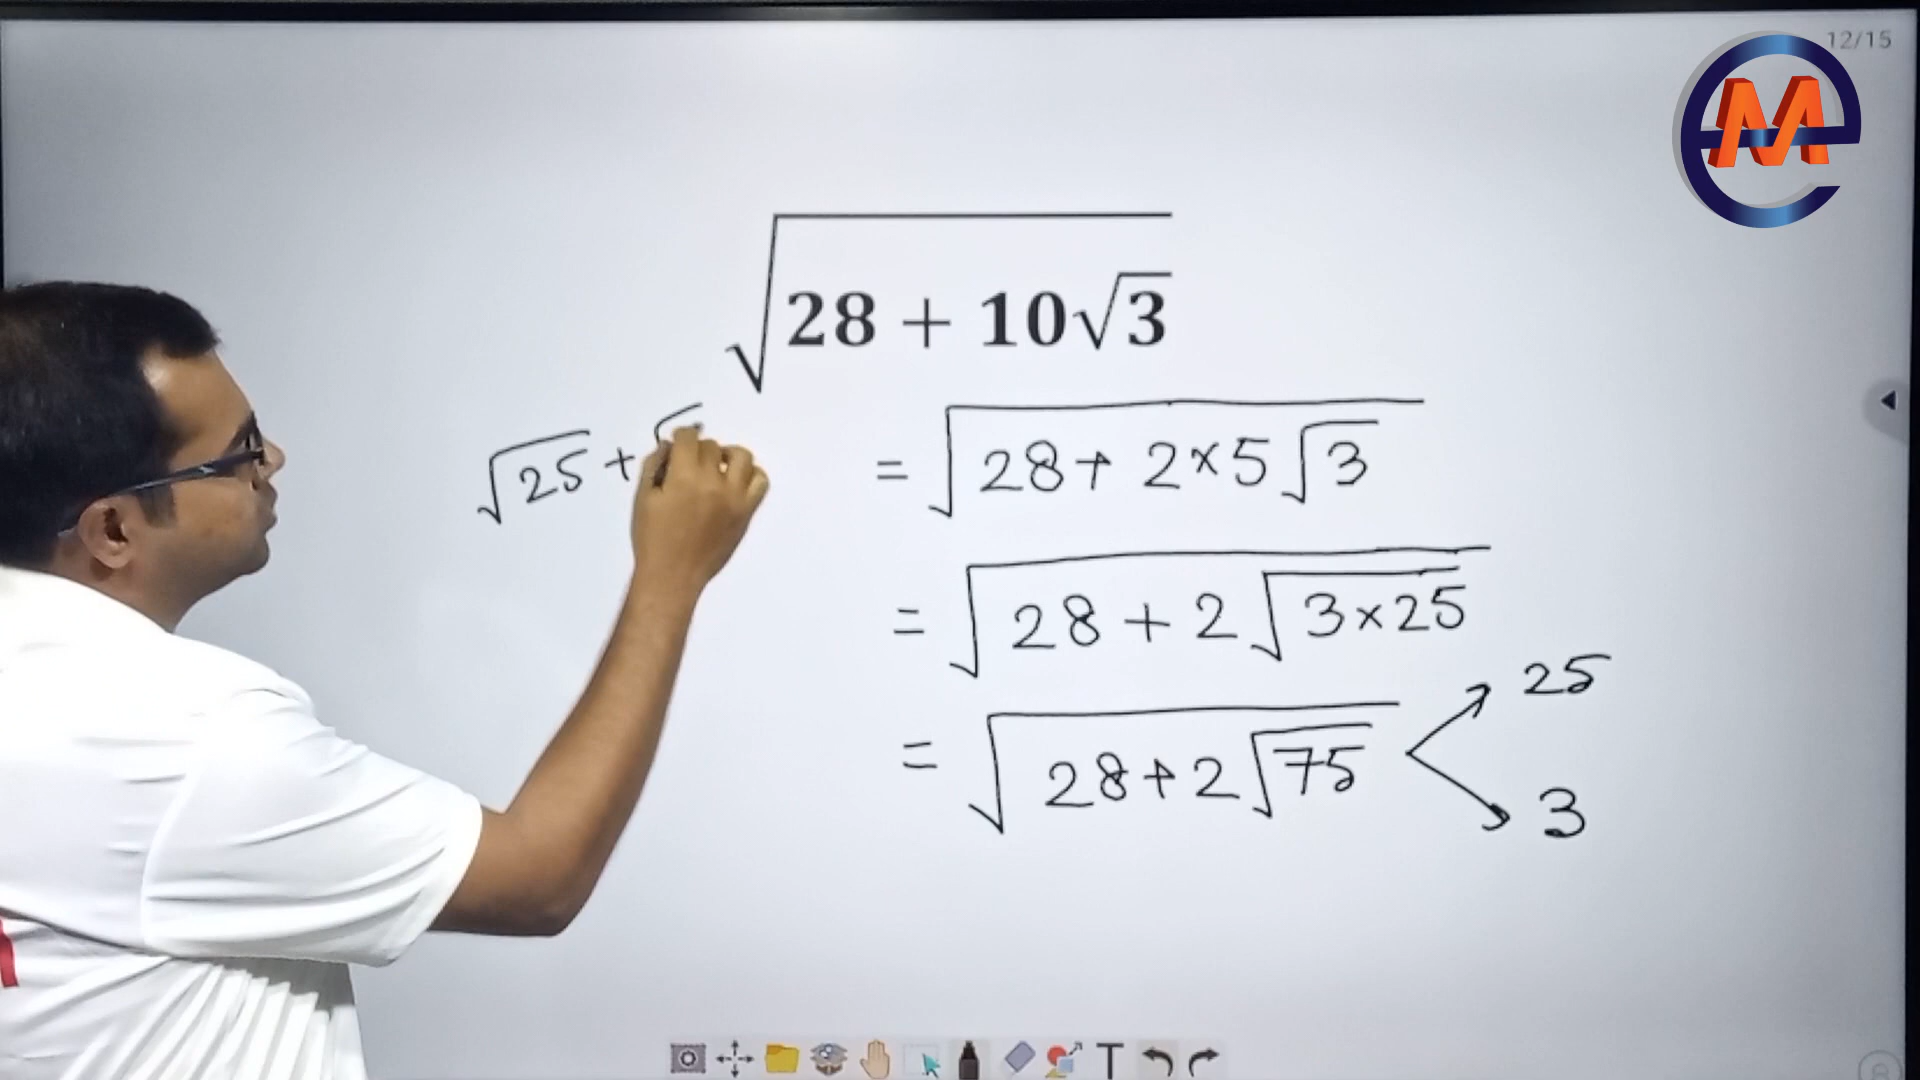 12/15
eM
√(28 + 10√3)
√25 + √
= √(28 + 2×5√3)
= √(28 + 2√(3×25))
= √(28 + 2√75)
25
3
T